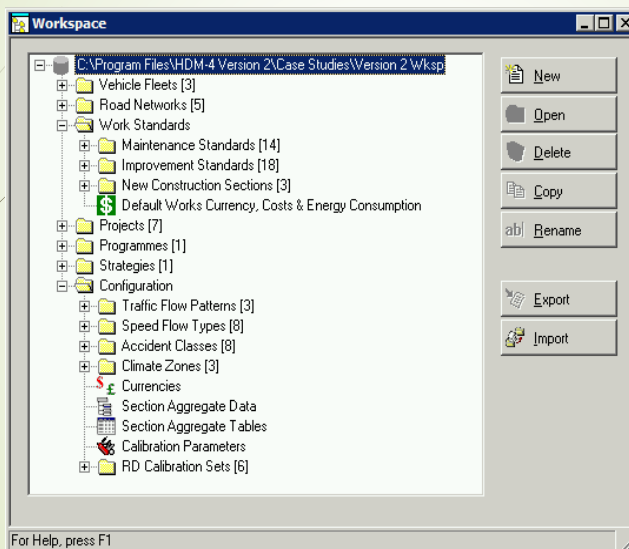 Workspace
C:\Program Files\HDM-4 Version 2\Case Studies\Version 2 Wksp
Vehicle Fleets [3]
Road Networks [5]
Work Standards
Maintenance Standards [14]
Improvement Standards [18]
New Construction Sections [3]
$ Default Works Currency, Costs & Energy Consumption
Projects [7]
Programmes [1]
Strategies [1]
Configuration
Traffic Flow Patterns [3]
Speed Flow Types [8]
Accident Classes [8]
Climate Zones [3]
$ £ Currencies
Section Aggregate Data
Section Aggregate Tables
Calibration Parameters
RD Calibration Sets [6]
New
Open
Delete
Copy
ab Rename
Export
Import
For Help, press F1